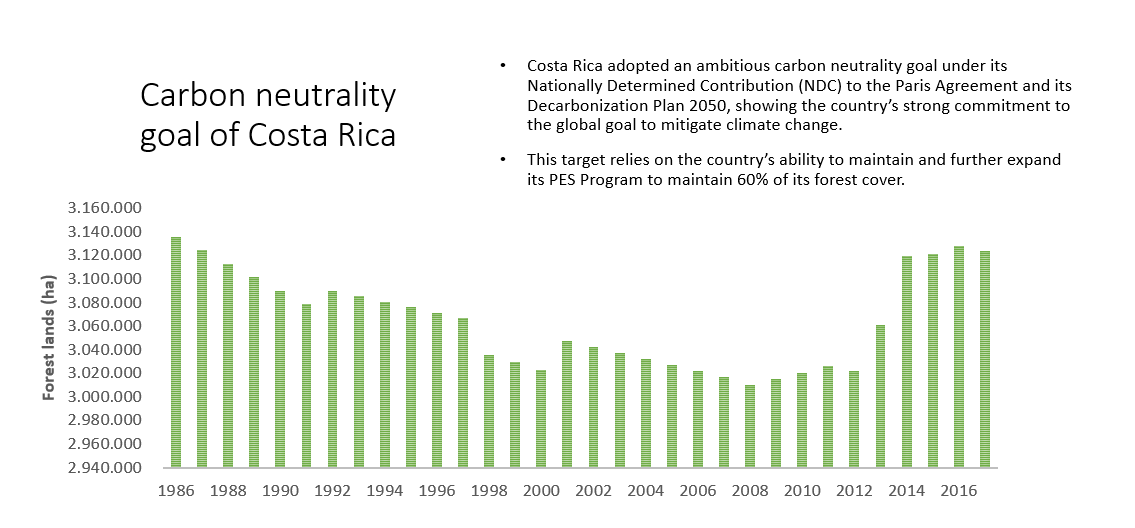 Carbon neutrality
goal of Costa Rica
• Costa Rica adopted an ambitious carbon neutrality goal under its
Nationally Determined Contribution (NDC) to the Paris Agreement and its
Decarbonization Plan 2050, showing the country’s strong commitment to
the global goal to mitigate climate change.
• This target relies on the country’s ability to maintain and further expand
its PES Program to maintain 60% of its forest cover.
Forest lands (ha)
3.160.000
3.140.000
3.120.000
3.100.000
3.080.000
3.060.000
3.040.000
3.020.000
3.000.000
2.980.000
2.960.000
2.940.000
1986 1988 1990 1992 1994 1996 1998 2000 2002 2004 2006 2008 2010 2012 2014 2016